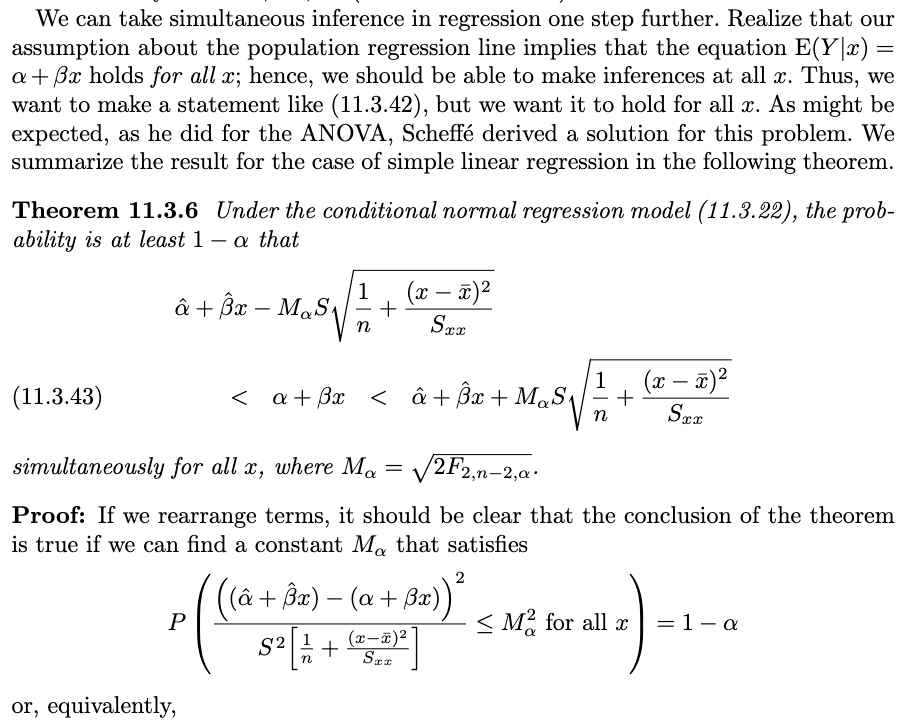 We can take simultaneous inference in regression one step further. Realize that our
assumption about the population regression line implies that the equation E(Y|x) =
α + βx holds for all x; hence, we should be able to make inferences at all x. Thus, we
want to make a statement like (11.3.42), but we want it to hold for all x. As might be
expected, as he did for the ANOVA, Scheffé derived a solution for this problem. We
summarize the result for the case of simple linear regression in the following theorem.
Theorem 11.3.6 Under the conditional normal regression model (11.3.22), the prob-
ability is at least 1 − α that
α̂ + β̂x − M_α S √(1/n + (x − x̄)²/S_xx)
(11.3.43) < α + βx < α̂ + β̂x + M_α S √(1/n + (x − x̄)²/S_xx)
simultaneously for all x, where M_α = √(2F_{2,n−2,α}).
Proof: If we rearrange terms, it should be clear that the conclusion of the theorem
is true if we can find a constant M_α that satisfies
P( ((α̂ + β̂x) − (α + βx))² / S²[1/n + (x−x̄)²/S_xx] ≤ M_α² for all x ) = 1 − α
or, equivalently,